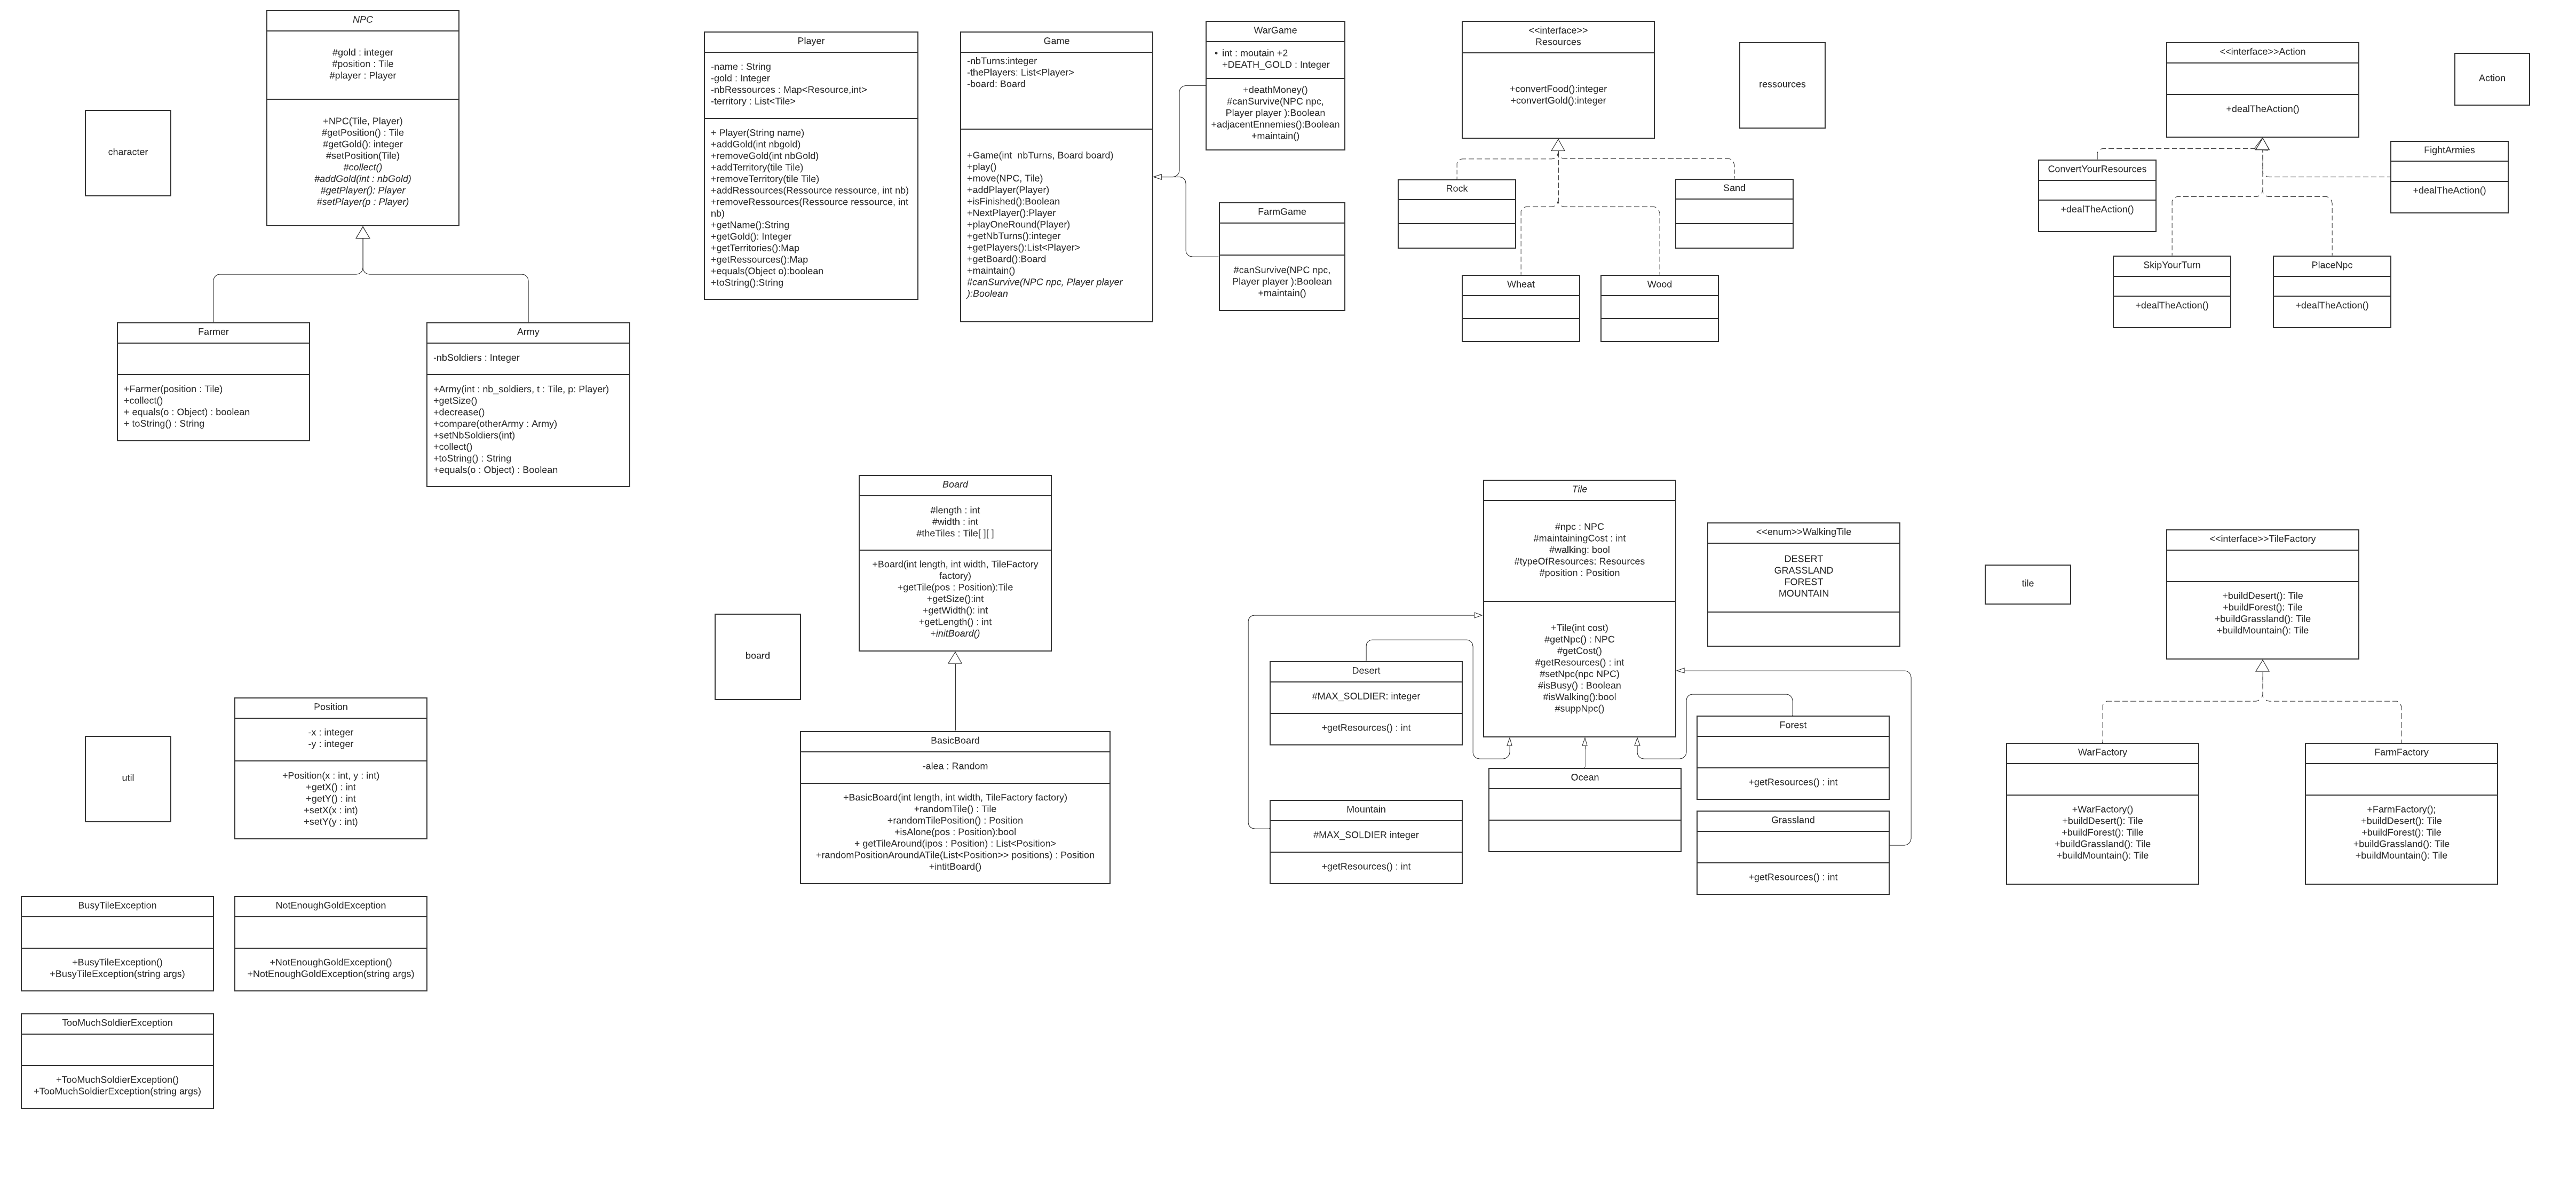 NPC
#gold : integer
#position : Tile
#player : Player
+NPC(Tile, Player)
#getPosition() : Tile
#getGold(): integer
#setPosition(Tile)
#collect()
#addGold(int : nbGold)
#getPlayer(): Player
#setPlayer(p : Player)
character
Farmer
+Farmer(position : Tile)
+collect()
+ equals(o : Object) : boolean
+ toString() : String
Army
-nbSoldiers : Integer
+Army(int : nb_soldiers, t : Tile, p: Player)
+getSize()
+decrease()
+compare(otherArmy : Army)
+setNbSoldiers(int)
+collect()
+toString() : String
+equals(o : Object) : Boolean
Player
-name : String
-gold : Integer
-nbRessources : Map<Resource,int>
-territory : List<Tile>
+ Player(String name)
+addGold(int nbgold)
+removeGold(int nbGold)
+addTerritory(tile Tile)
+removeTerritory(tile Tile)
+addRessources(Ressource ressource, int nb)
+removeRessources(Ressource ressource, int
nb)
+getName():String
+getGold(): Integer
+getTerritories():Map
+getRessources():Map
+equals(Object o):boolean
+toString():String
Game
-nbTurns:integer
-thePlayers: List<Player>
-board: Board
+Game(int  nbTurns, Board board)
+play()
+move(NPC, Tile)
+addPlayer(Player)
+isFinished():Boolean
+NextPlayer():Player
+playOneRound(Player)
+getNbTurns():integer
+getPlayers():List<Player>
+getBoard():Board
+maintain()
#canSurvive(NPC npc, Player player
):Boolean
WarGame
• int : moutain +2
+DEATH_GOLD : Integer
+deathMoney()
#canSurvive(NPC npc,
Player player ):Boolean
+adjacentEnnemies():Boolean
+maintain()
FarmGame
#canSurvive(NPC npc,
Player player ):Boolean
+maintain()
<<interface>>
Resources
+convertFood():integer
+convertGold():integer
ressources
Rock
Sand
Wheat
Wood
<<interface>>Action
+dealTheAction()
Action
ConvertYourResources
+dealTheAction()
FightArmies
+dealTheAction()
SkipYourTurn
+dealTheAction()
PlaceNpc
+dealTheAction()
Board
#length : int
#width : int
#theTiles : Tile[ ][ ]
+Board(int length, int width, TileFactory
factory)
+getTile(pos : Position):Tile
+getSize():int
+getWidth(): int
+getLength() : int
+initBoard()
board
BasicBoard
-alea : Random
+BasicBoard(int length, int width, TileFactory factory)
+randomTile() : Tile
+randomTilePosition() : Position
+isAlone(pos : Position):bool
+ getTileAround(ipos : Position) : List<Position>
+randomPositionAroundATile(List<Position>> positions) : Position
+intitBoard()
Tile
#npc : NPC
#maintainingCost : int
#walking: bool
#typeOfResources: Resources
#position : Position
+Tile(int cost)
#getNpc() : NPC
#getCost()
#getResources() : int
#setNpc(npc NPC)
#isBusy() : Boolean
#isWalking():bool
#suppNpc()
<<enum>>WalkingTile
DESERT
GRASSLAND
FOREST
MOUNTAIN
tile
Desert
#MAX_SOLDIER: integer
+getResources() : int
Mountain
#MAX_SOLDIER integer
+getResources() : int
Ocean
Forest
+getResources() : int
Grassland
+getResources() : int
<<interface>>TileFactory
+buildDesert(): Tile
+buildForest(): Tile
+buildGrassland(): Tile
+buildMountain(): Tile
WarFactory
+WarFactory()
+buildDesert(): Tile
+buildForest(): Tille
+buildGrassland(): Tile
+buildMountain(): Tile
FarmFactory
+FarmFactory();
+buildDesert(): Tile
+buildForest(): Tile
+buildGrassland(): Tile
+buildMountain(): Tile
util
Position
-x : integer
-y : integer
+Position(x : int, y : int)
+getX() : int
+getY() : int
+setX(x : int)
+setY(y : int)
BusyTileException
+BusyTileException()
+BusyTileException(string args)
NotEnoughGoldException
+NotEnoughGoldException()
+NotEnoughGoldException(string args)
TooMuchSoldierException
+TooMuchSoldierException()
+TooMuchSoldierException(string args)